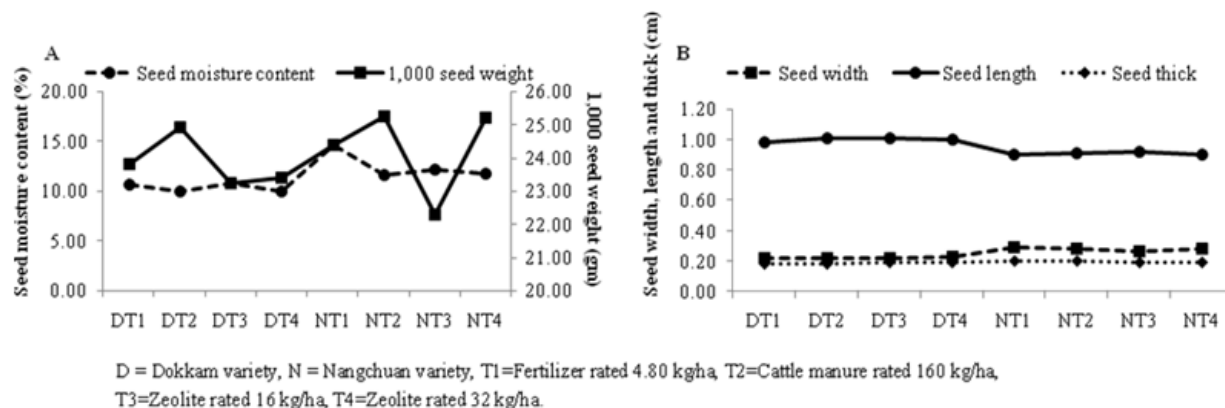 A
Seed moisture content
1,000 seed weight
Seed moisture content (%)
20.00
15.00
10.00
5.00
0.00
26.00
25.00
24.00
23.00
22.00
21.00
20.00
1,000 seed weight (gm)
DT1 DT2 DT3 DT4 NT1 NT2 NT3 NT4
B
Seed width
Seed length
Seed thick
Seed width, length and thick (cm)
1.20
1.00
0.80
0.60
0.40
0.20
0.00
DT1 DT2 DT3 DT4 NT1 NT2 NT3 NT4
D = Dokkam variety, N = Nangchuan variety, T1=Fertilizer rated 4.80 kg/ha, T2=Cattle manure rated 160 kg/ha,
T3=Zeolite rated 16 kg/ha, T4=Zeolite rated 32 kg/ha.